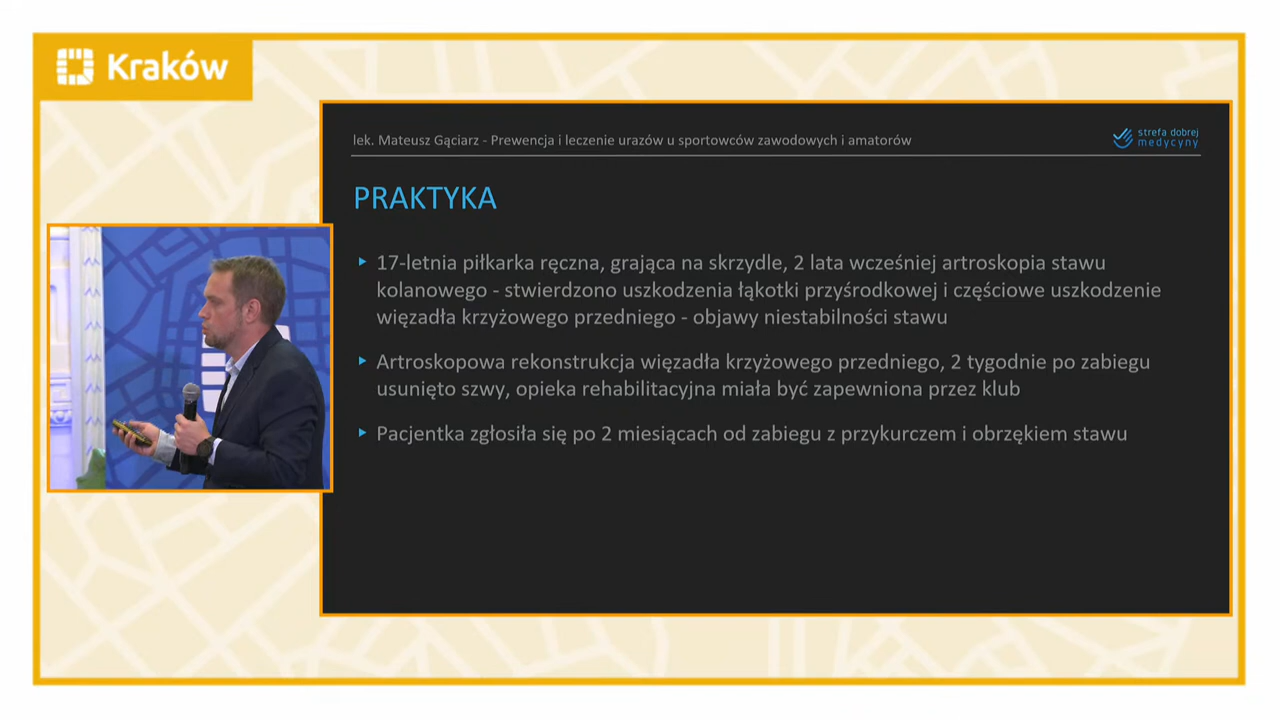 Kraków
lek. Mateusz Gąciarz - Prewencja i leczenie urazów u sportowców zawodowych i amatorów
strefa dobrej
medycyny
PRAKTYKA
17-letnia piłkarka ręczna, grająca na skrzydle, 2 lata wcześniej artroskopia stawu
kolanowego - stwierdzono uszkodzenia łąkotki przyśrodkowej i częściowe uszkodzenie
więzadła krzyżowego przedniego - objawy niestabilności stawu
Artroskopowa rekonstrukcja więzadła krzyżowego przedniego, 2 tygodnie po zabiegu
usunięto szwy, opieka rehabilitacyjna miała być zapewniona przez klub
Pacjentka zgłosiła się po 2 miesiącach od zabiegu z przykurczem i obrzękiem stawu